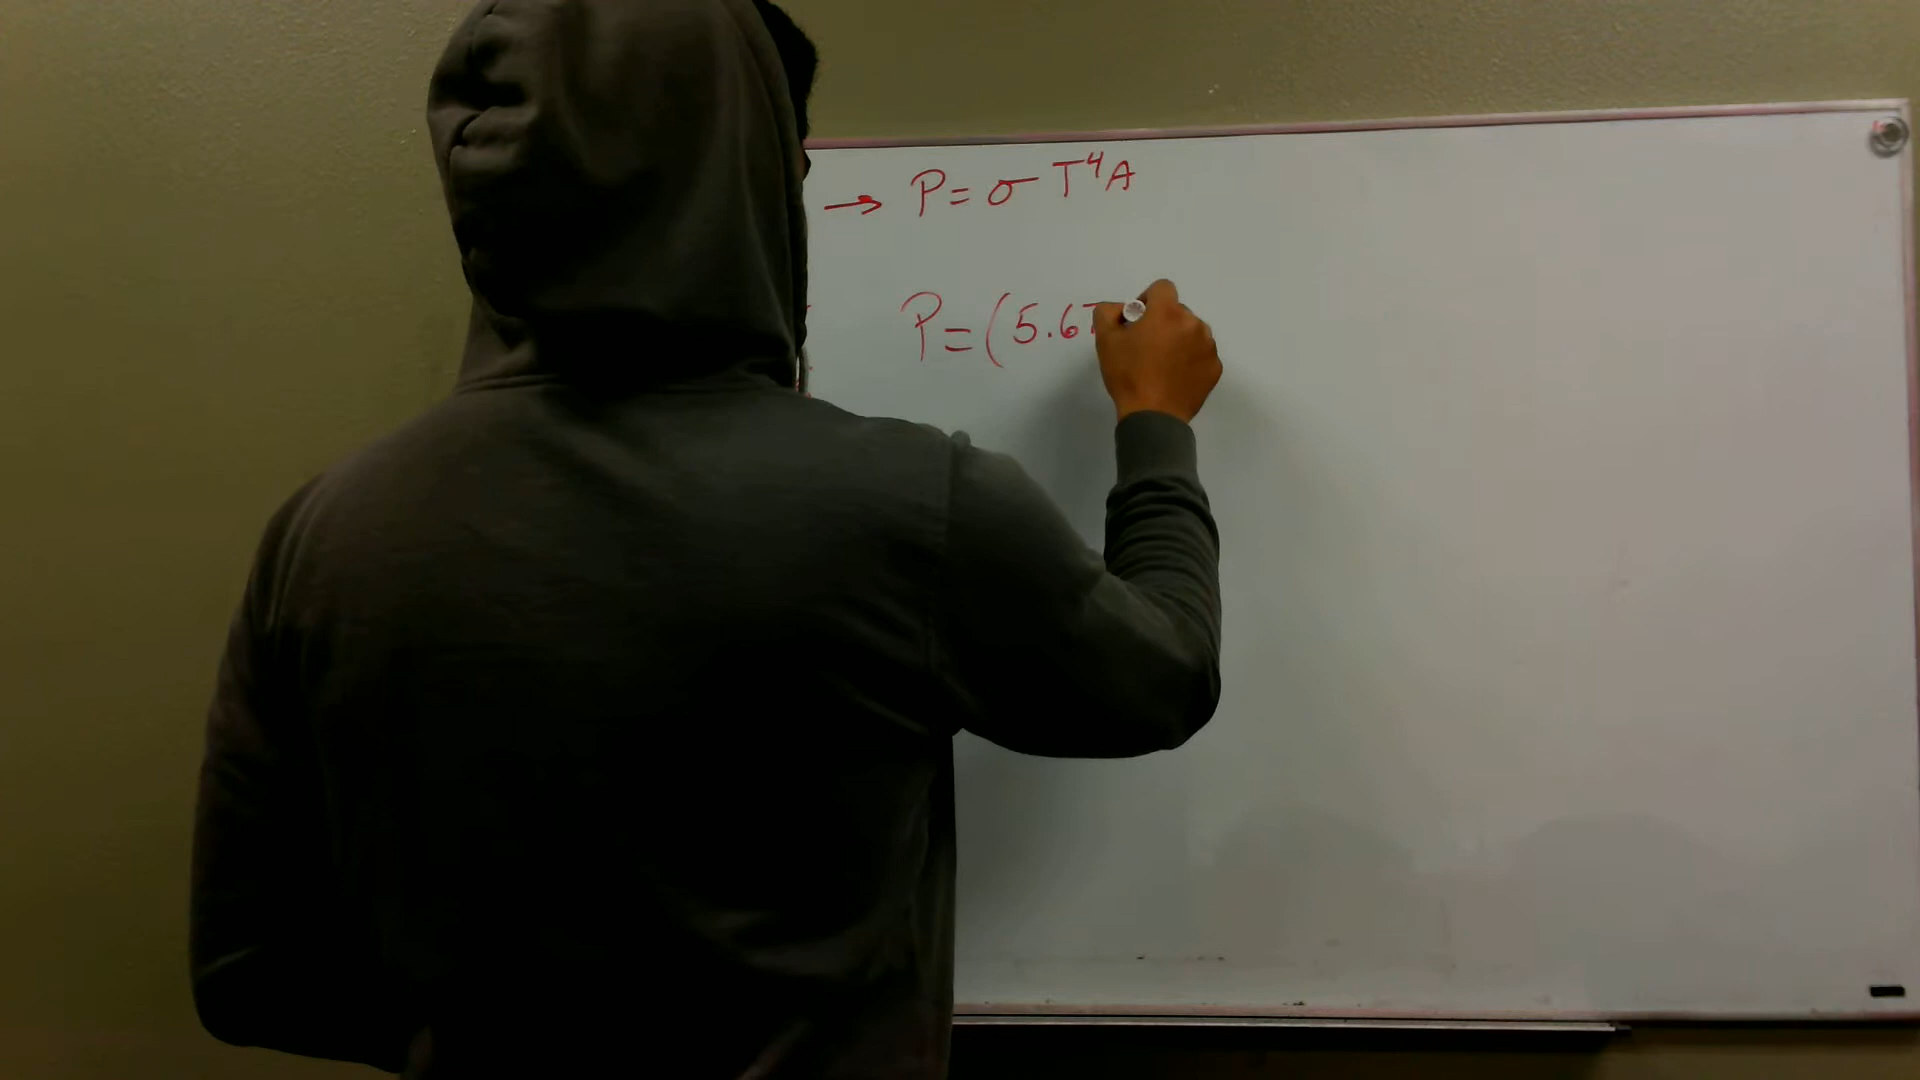 → P = σ T⁴A
P = (5.6